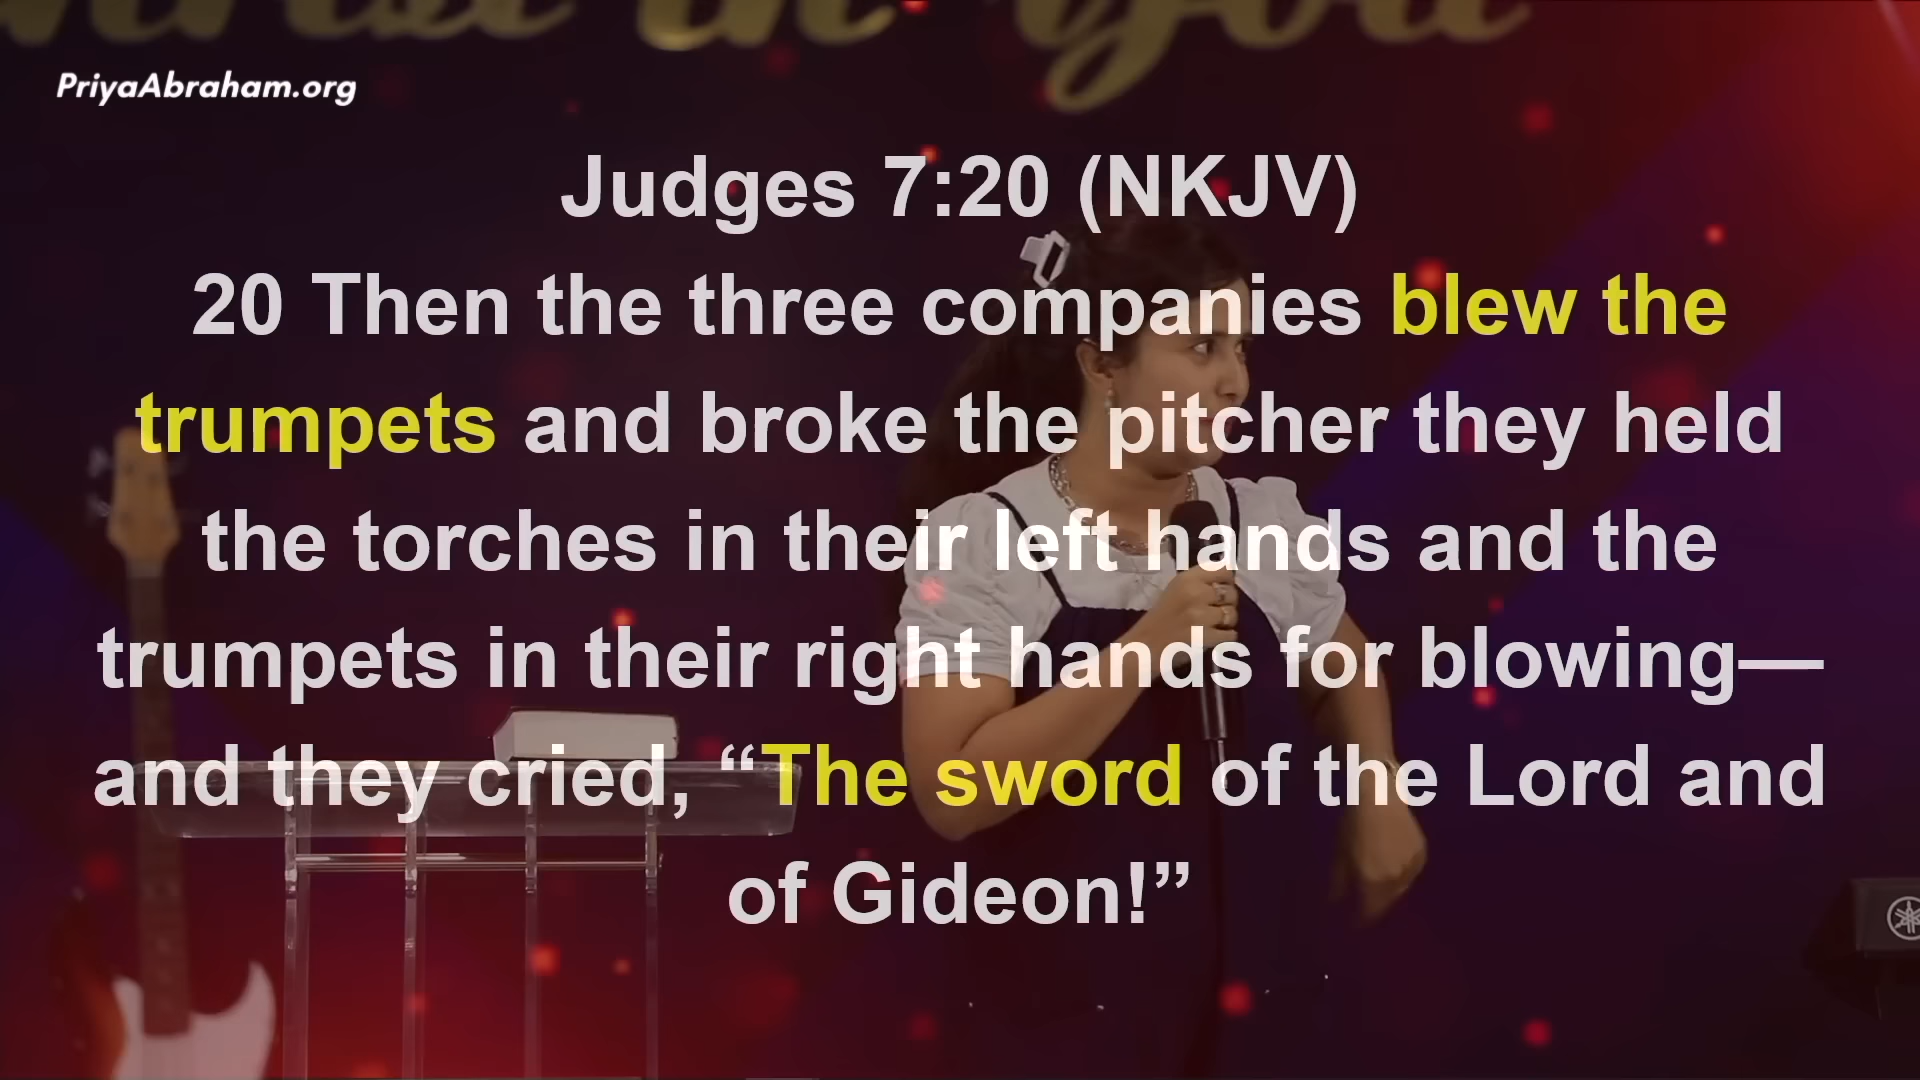 PriyaAbraham.org
Judges 7:20 (NKJV)
20 Then the three companies blew the
trumpets and broke the pitcher they held
the torches in their left hands and the
trumpets in their right hands for blowing—
and they cried, “The sword of the Lord and
of Gideon!”